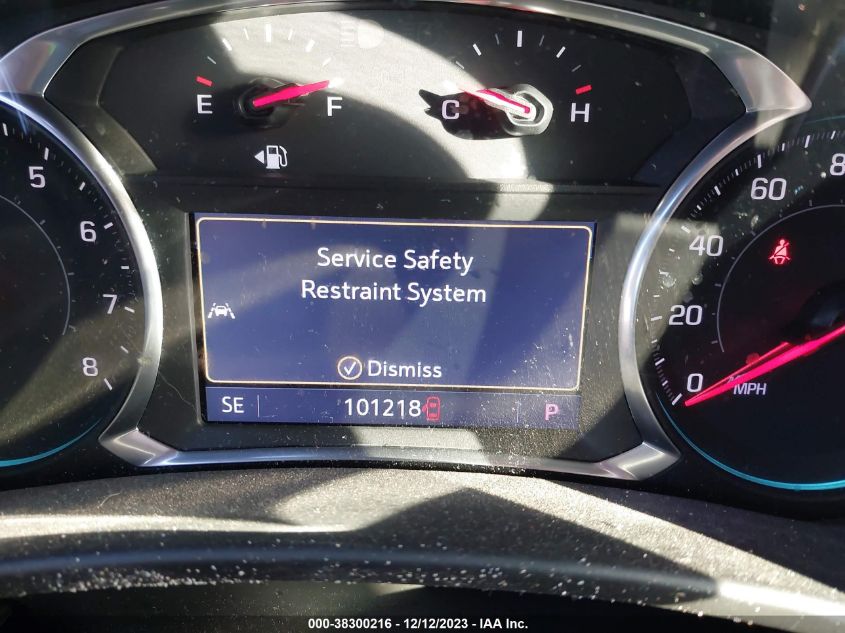 E F C H
5
6
7
8
80
60
40
20
0
MPH
Service Safety
Restraint System
Dismiss
SE 101218 P
000-38300216 - 12/12/2023 - IAA Inc.